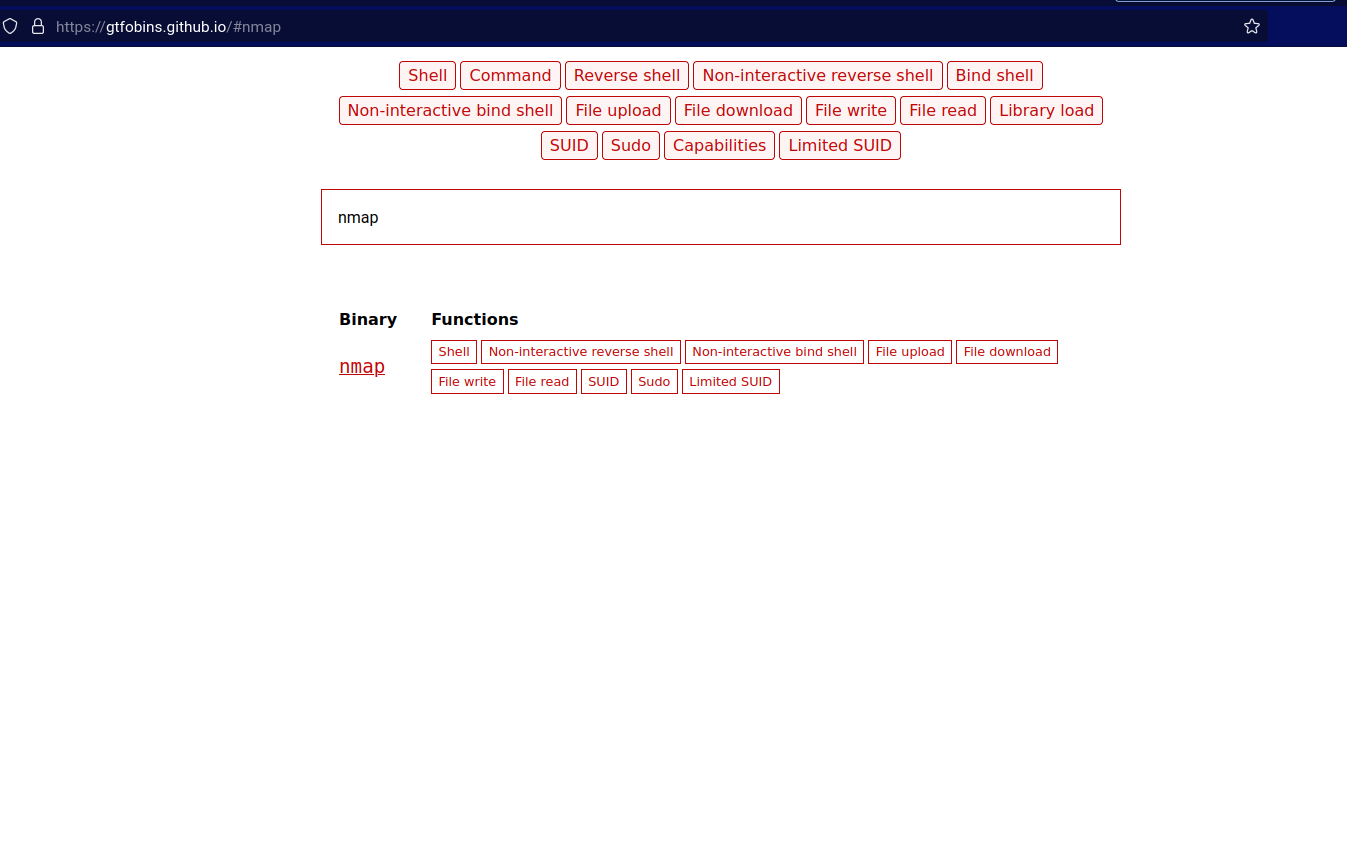 https://gtfobins.github.io/#nmap
Shell Command Reverse shell Non-interactive reverse shell Bind shell
Non-interactive bind shell File upload File download File write File read Library load
SUID Sudo Capabilities Limited SUID
nmap
Binary Functions
nmap
Shell Non-interactive reverse shell Non-interactive bind shell File upload File download
File write File read SUID Sudo Limited SUID